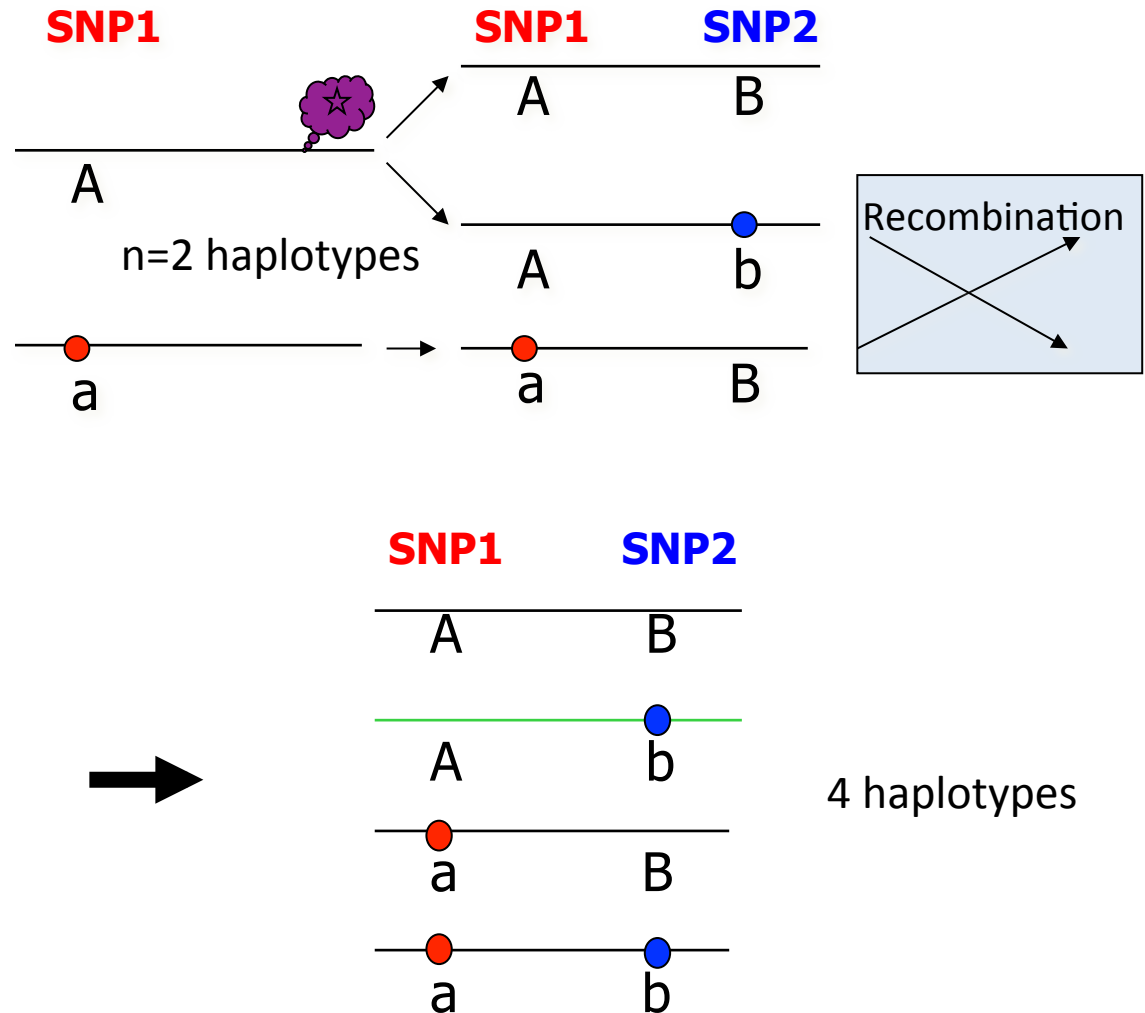 SNP1
A
n=2 haplotypes
a
SNP1 SNP2
A B
A b
a B
Recombination
SNP1 SNP2
A B
A b
a B
a b
4 haplotypes